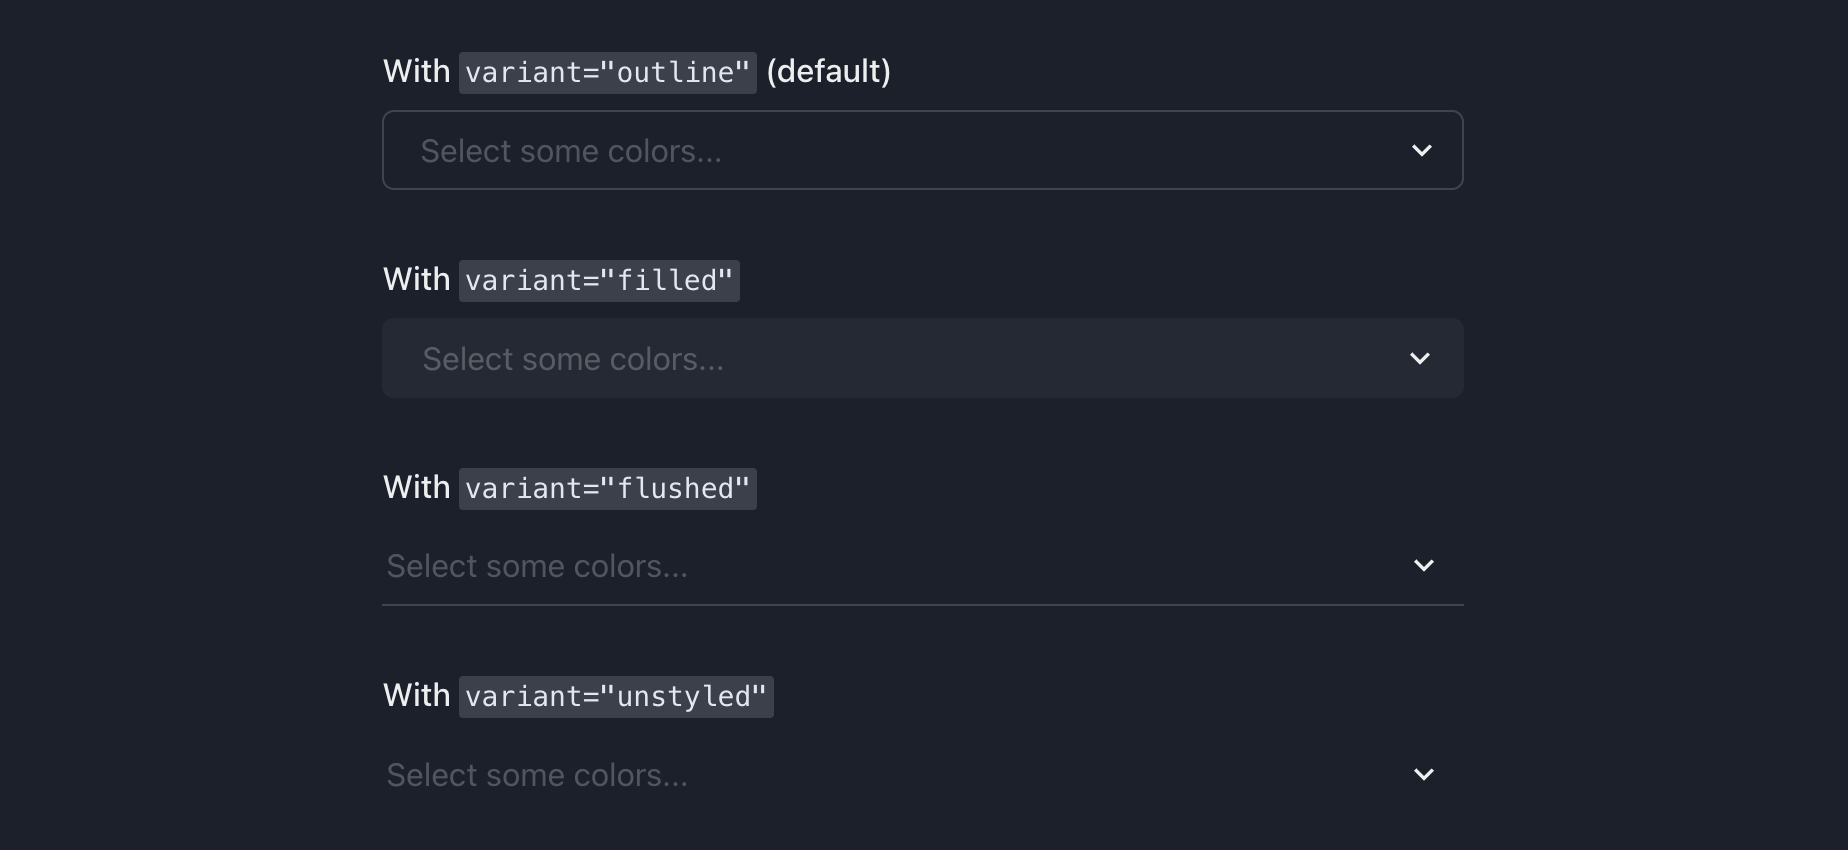 With variant="outline" (default)
Select some colors...
With variant="filled"
Select some colors...
With variant="flushed"
Select some colors...
With variant="unstyled"
Select some colors...